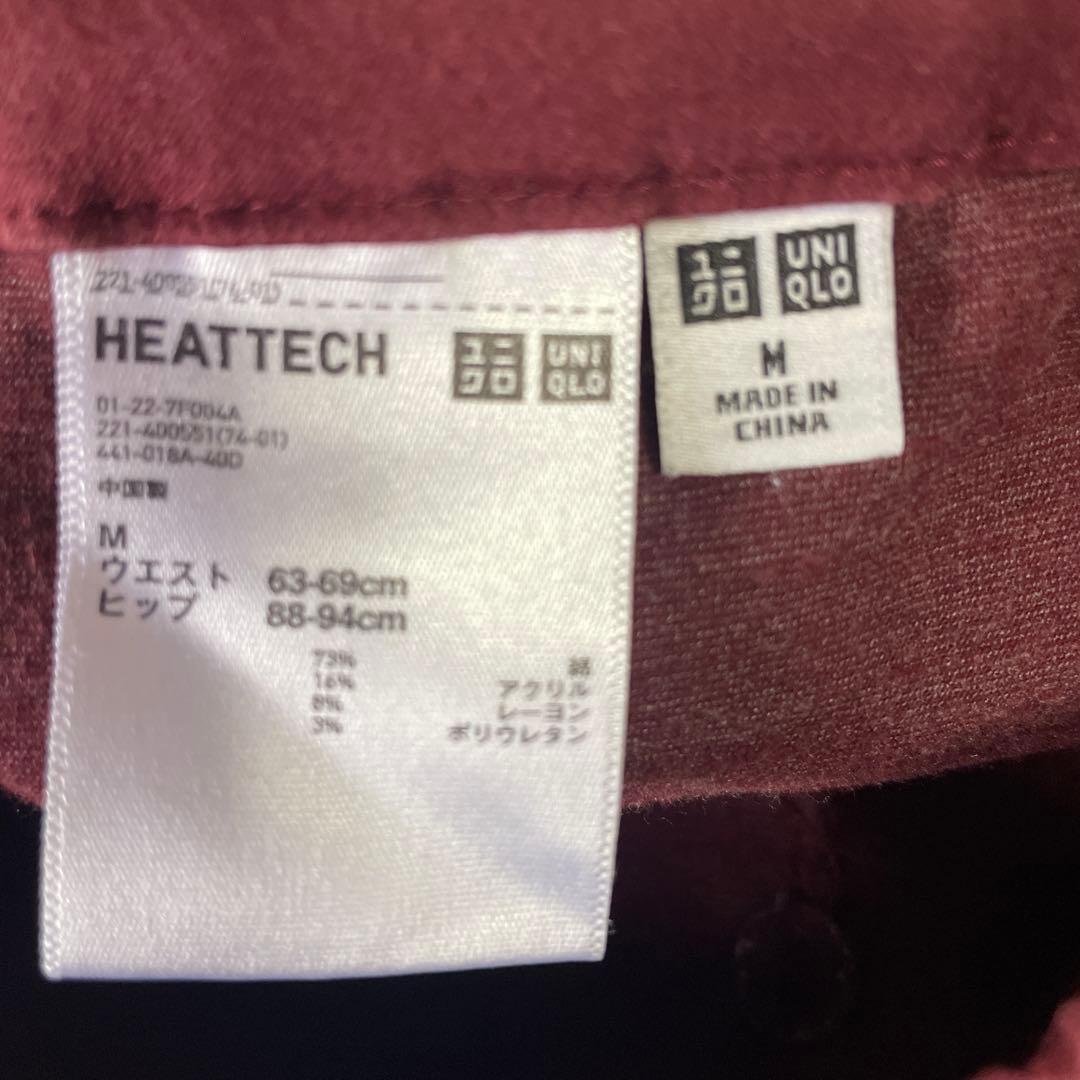 HEATTECH
ユニ
クロ
UNI
QLO
01-22-7F004A
221-400551(74-01)
441-018A-40D
中国製
M
ウエスト 63-69cm
ヒップ 88-94cm
73% 綿
16% アクリル
8% レーヨン
3% ポリウレタン
ユニ
クロ
UNI
QLO
M
MADE IN
CHINA